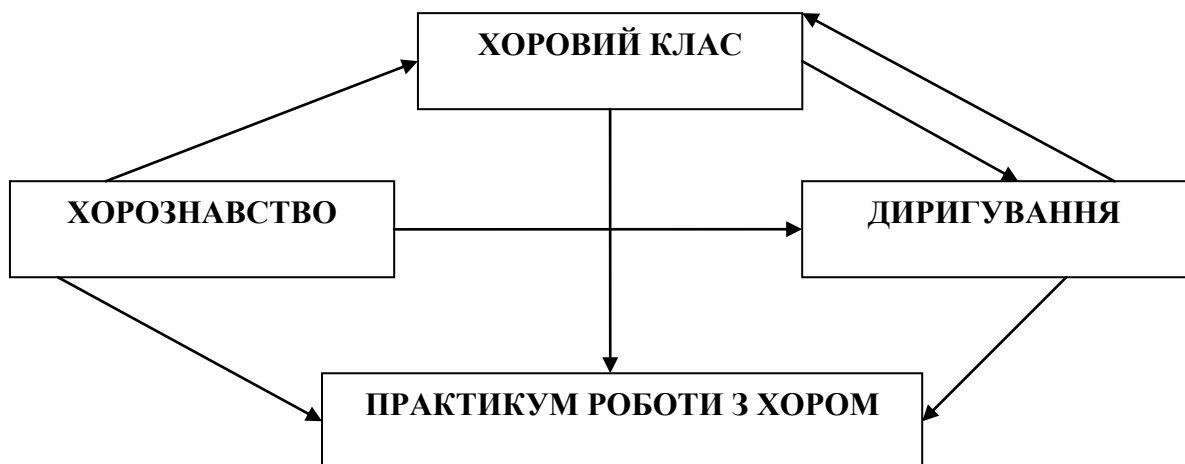 ХОРОВИЙ КЛАС
ХОРОЗНАВСТВО
ДИРИГУВАННЯ
ПРАКТИКУМ РОБОТИ З ХОРОМ